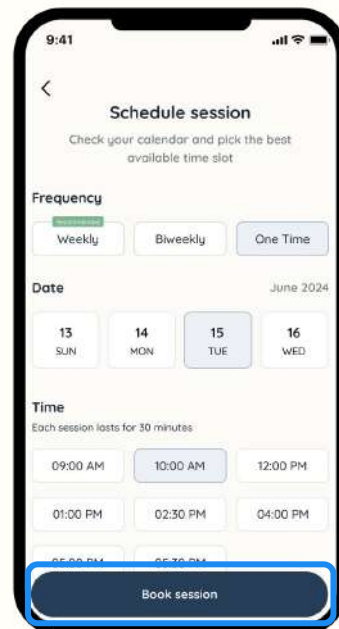 9:41
Schedule session
Check your calendar and pick the best
available time slot
Frequency
Weekly Biweekly One Time
Date June 2024
13 14 15 16
SUN MON TUE WED
Time
Each session lasts for 30 minutes
09:00 AM 10:00 AM 12:00 PM
01:00 PM 02:30 PM 04:00 PM
Book session